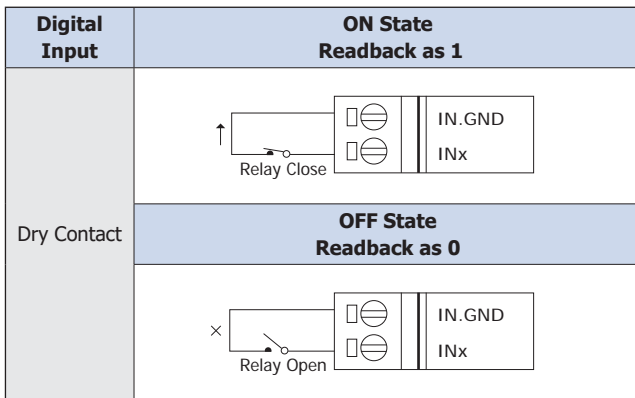 Digital
Input
ON State
Readback as 1
IN.GND
INx
Relay Close
Dry Contact
OFF State
Readback as 0
IN.GND
INx
Relay Open